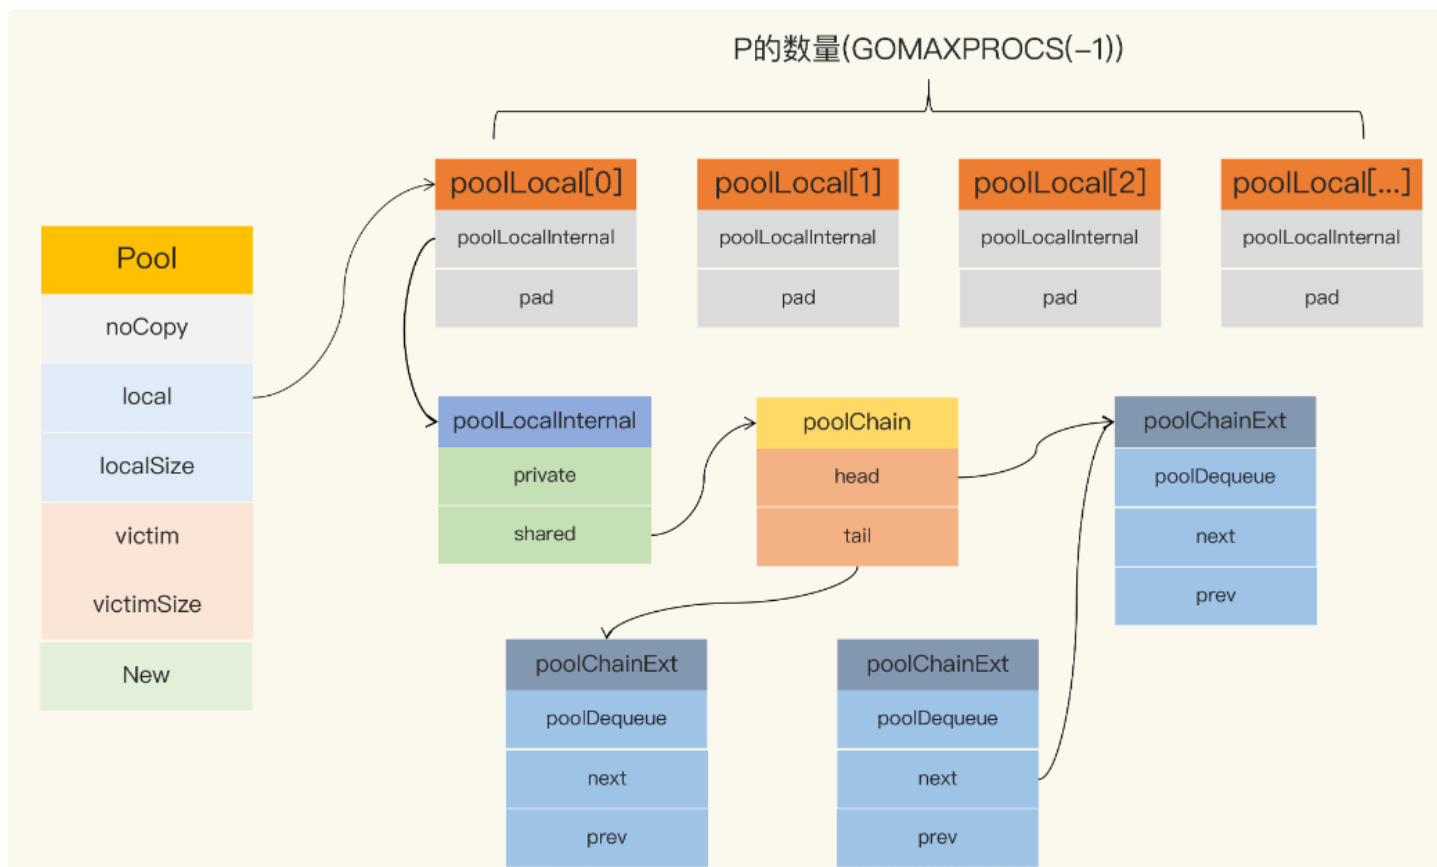 P的数量(GOMAXPROCS(-1))
poolLocal[0]
poolLocal[1]
poolLocal[2]
poolLocal[...]
poolLocalInternal
poolLocalInternal
poolLocalInternal
poolLocalInternal
pad
pad
pad
pad
Pool
noCopy
local
localSize
victim
victimSize
New
poolLocalInternal
private
shared
poolChain
head
tail
poolChainExt
poolDequeue
next
prev
poolChainExt
poolDequeue
next
prev
poolChainExt
poolDequeue
next
prev